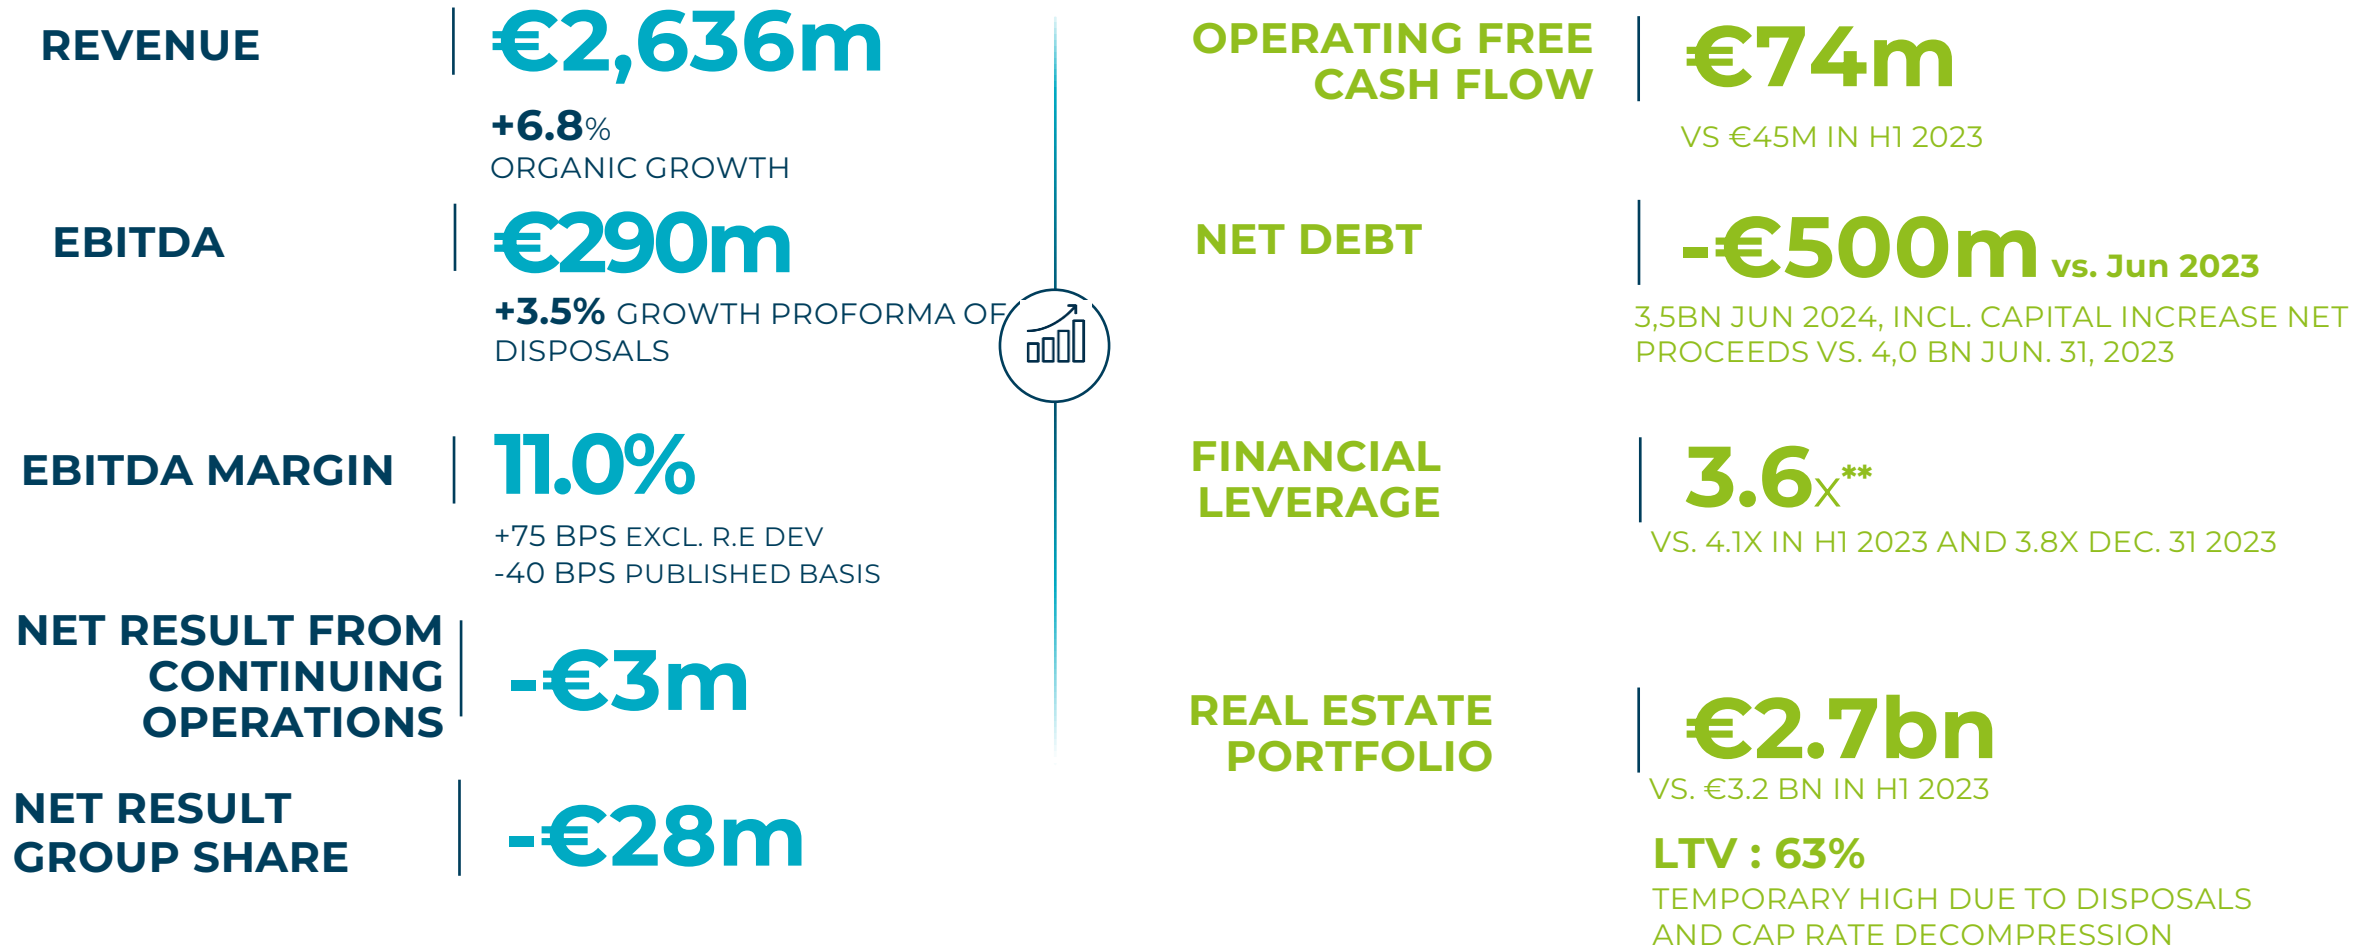 REVENUE
€2,636m
+6.8%
ORGANIC GROWTH
EBITDA
€290m
+3.5% GROWTH PROFORMA OF
DISPOSALS
EBITDA MARGIN
11.0%
+75 BPS EXCL. R.E DEV
-40 BPS PUBLISHED BASIS
NET RESULT FROM
CONTINUING
OPERATIONS
-€3m
NET RESULT
GROUP SHARE
-€28m
OPERATING FREE
CASH FLOW
€74m
VS €45M IN H1 2023
NET DEBT
-€500m vs. Jun 2023
3,5BN JUN 2024, INCL. CAPITAL INCREASE NET
PROCEEDS VS. 4,0 BN JUN. 31, 2023
FINANCIAL
LEVERAGE
3.6x**
VS. 4.1X IN H1 2023 AND 3.8X DEC. 31 2023
REAL ESTATE
PORTFOLIO
€2.7bn
VS. €3.2 BN IN H1 2023
LTV : 63%
TEMPORARY HIGH DUE TO DISPOSALS
AND CAP RATE DECOMPRESSION